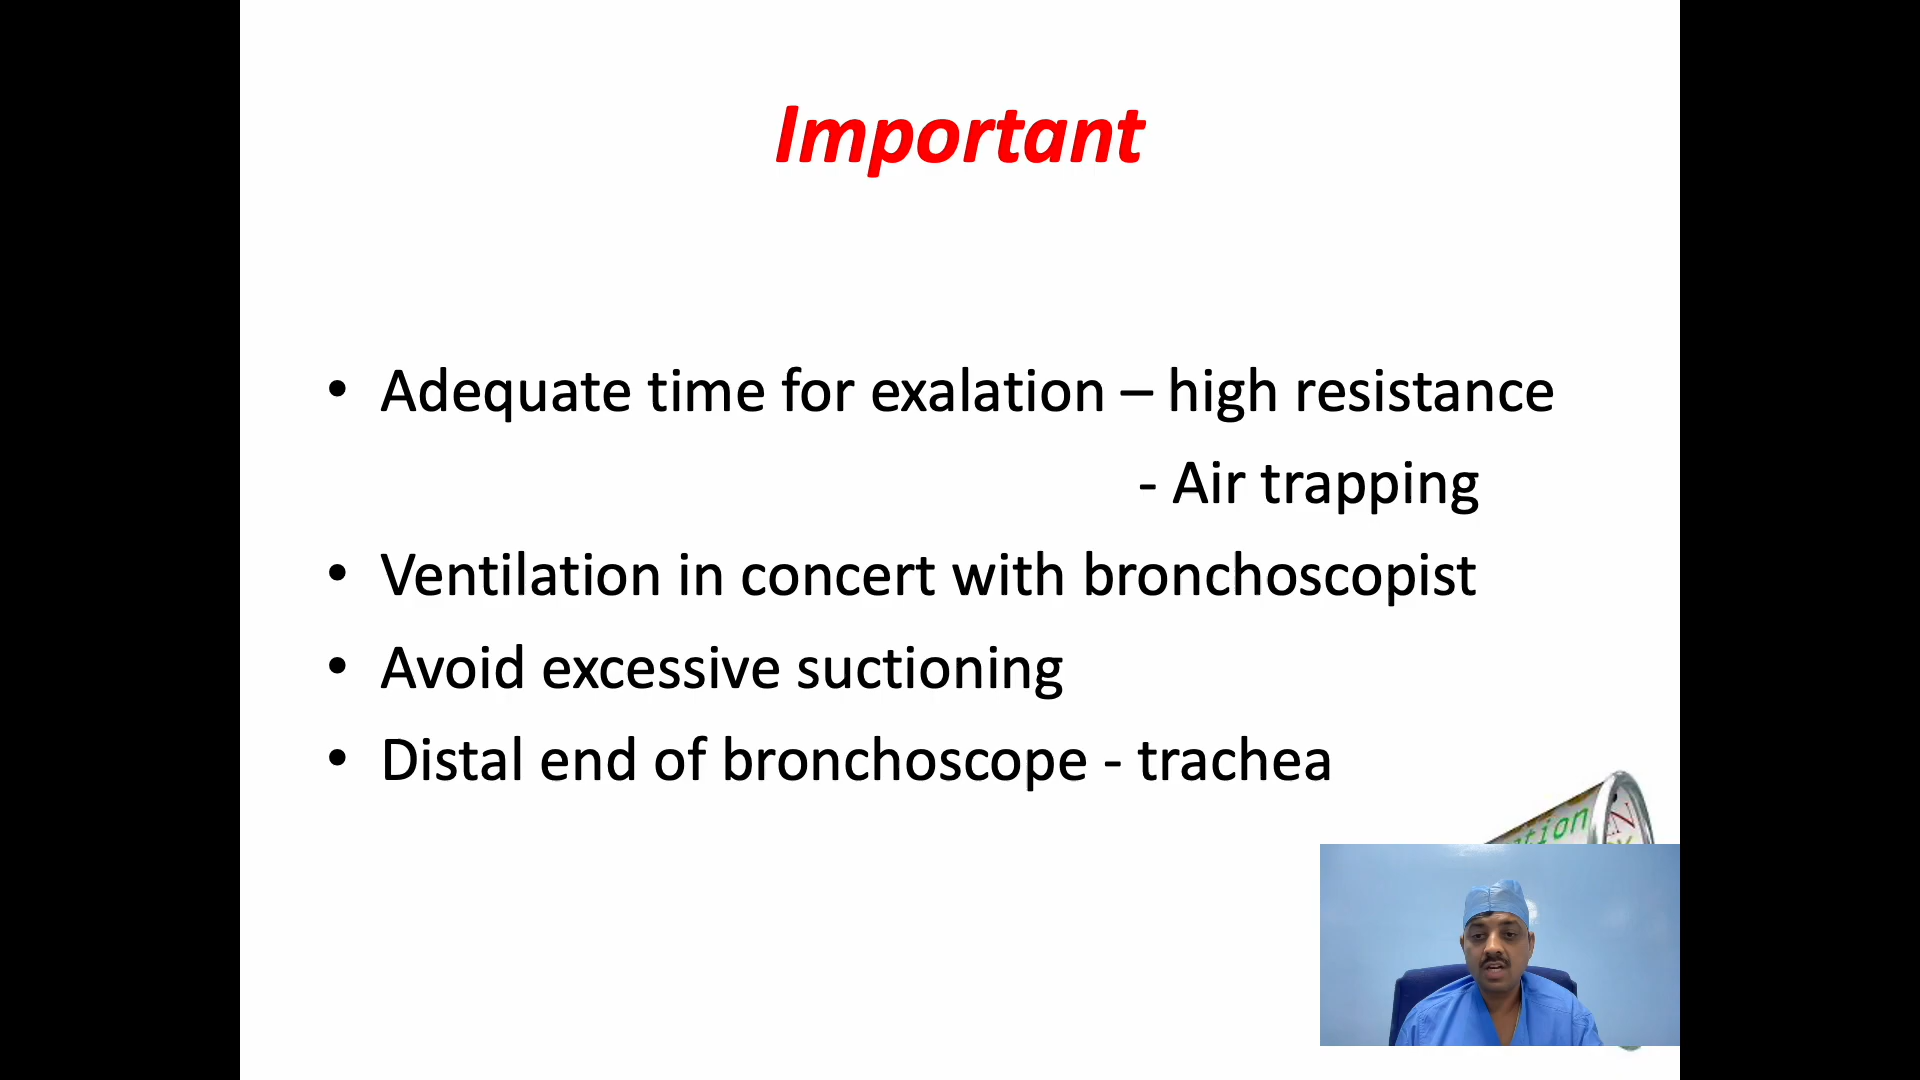 Important
• Adequate time for exalation – high resistance
- Air trapping
• Ventilation in concert with bronchoscopist
• Avoid excessive suctioning
• Distal end of bronchoscope - trachea